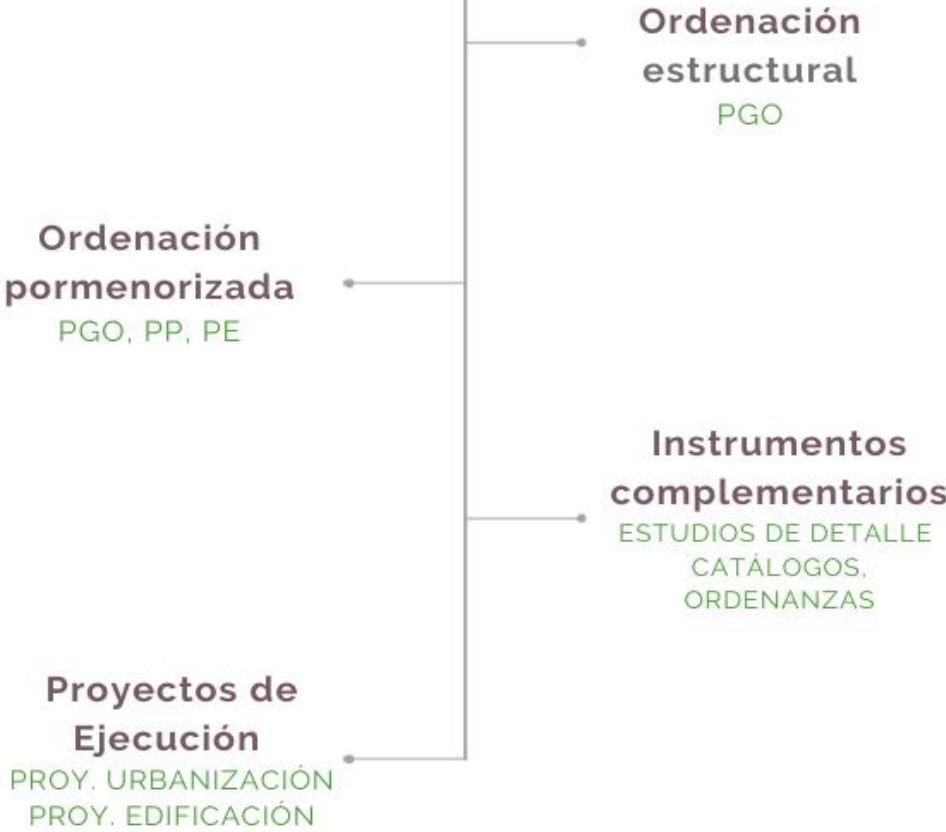 Ordenación
estructural
PGO
Ordenación
pormenorizada
PGO, PP, PE
Instrumentos
complementarios
ESTUDIOS DE DETALLE
CATÁLOGOS,
ORDENANZAS
Proyectos de
Ejecución
PROY. URBANIZACIÓN
PROY. EDIFICACIÓN